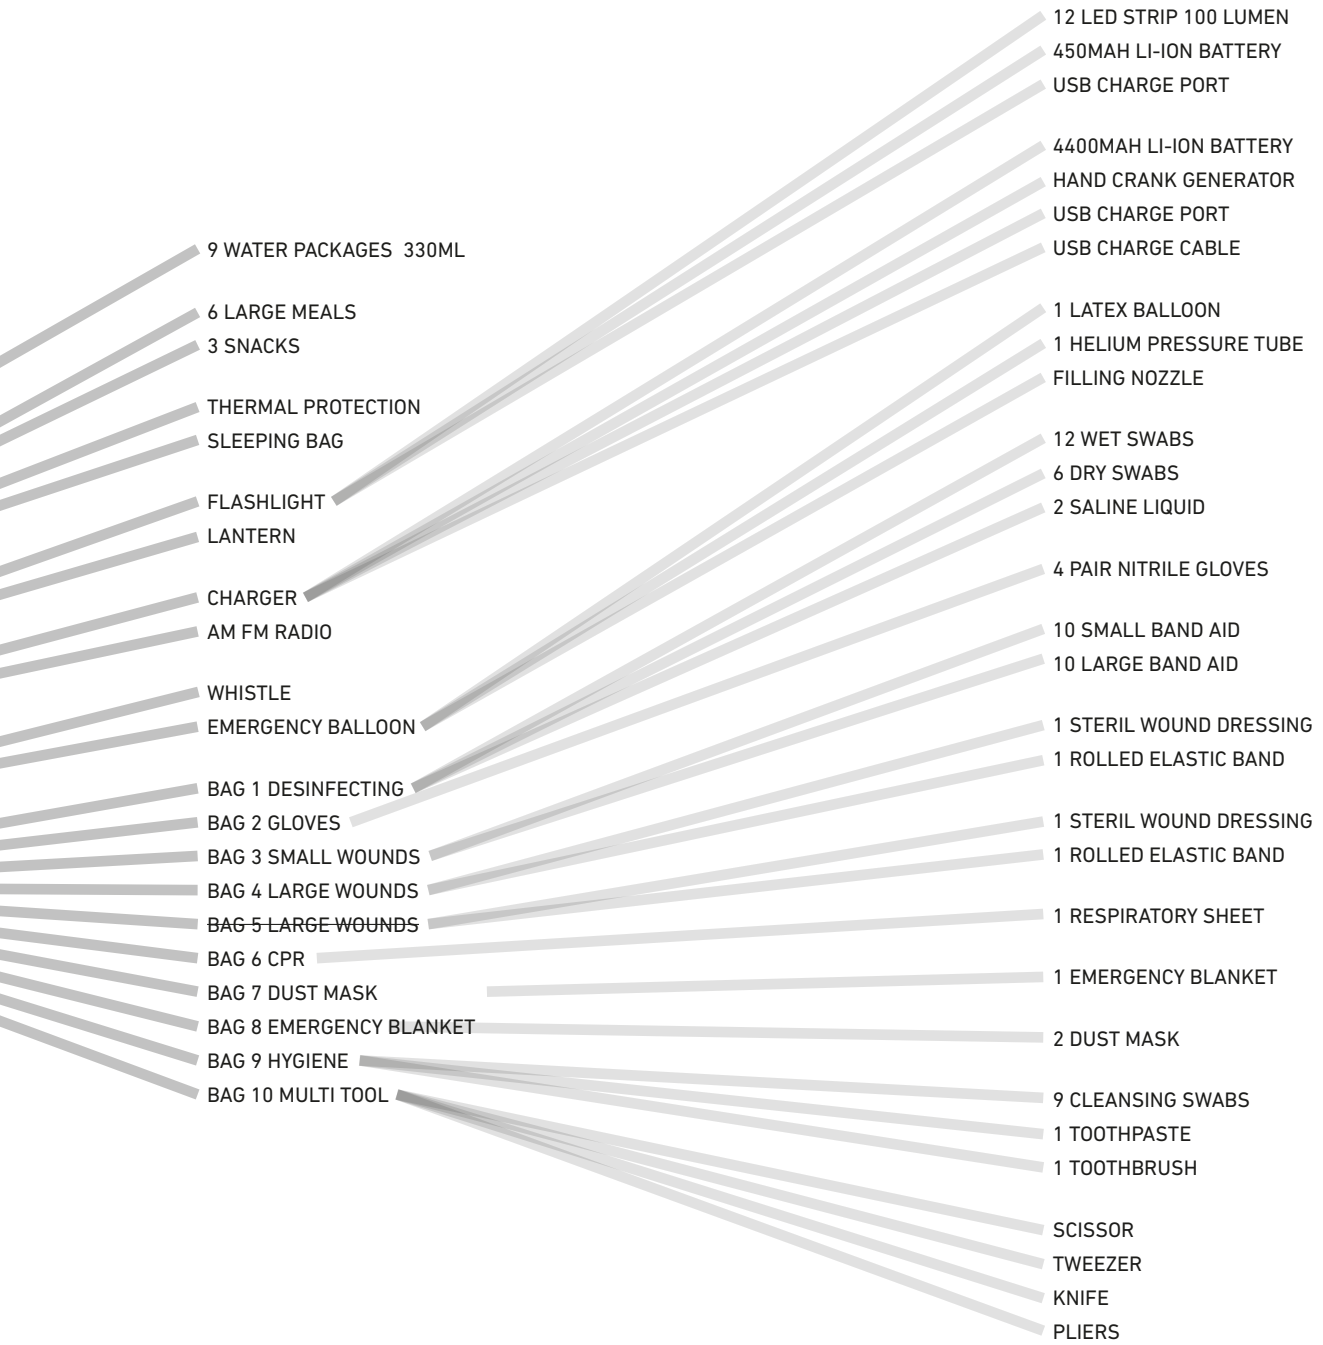 9 WATER PACKAGES 330ML
6 LARGE MEALS
3 SNACKS
THERMAL PROTECTION
SLEEPING BAG
FLASHLIGHT
LANTERN
CHARGER
AM FM RADIO
WHISTLE
EMERGENCY BALLOON
BAG 1 DESINFECTING
BAG 2 GLOVES
BAG 3 SMALL WOUNDS
BAG 4 LARGE WOUNDS
BAG 5 LARGE WOUNDS
BAG 6 CPR
BAG 7 DUST MASK
BAG 8 EMERGENCY BLANKET
BAG 9 HYGIENE
BAG 10 MULTI TOOL
12 LED STRIP 100 LUMEN
450MAH LI-ION BATTERY
USB CHARGE PORT
4400MAH LI-ION BATTERY
HAND CRANK GENERATOR
USB CHARGE PORT
USB CHARGE CABLE
1 LATEX BALLOON
1 HELIUM PRESSURE TUBE
FILLING NOZZLE
12 WET SWABS
6 DRY SWABS
2 SALINE LIQUID
4 PAIR NITRILE GLOVES
10 SMALL BAND AID
10 LARGE BAND AID
1 STERIL WOUND DRESSING
1 ROLLED ELASTIC BAND
1 STERIL WOUND DRESSING
1 ROLLED ELASTIC BAND
1 RESPIRATORY SHEET
1 EMERGENCY BLANKET
2 DUST MASK
9 CLEANSING SWABS
1 TOOTHPASTE
1 TOOTHBRUSH
SCISSOR
TWEEZER
KNIFE
PLIERS